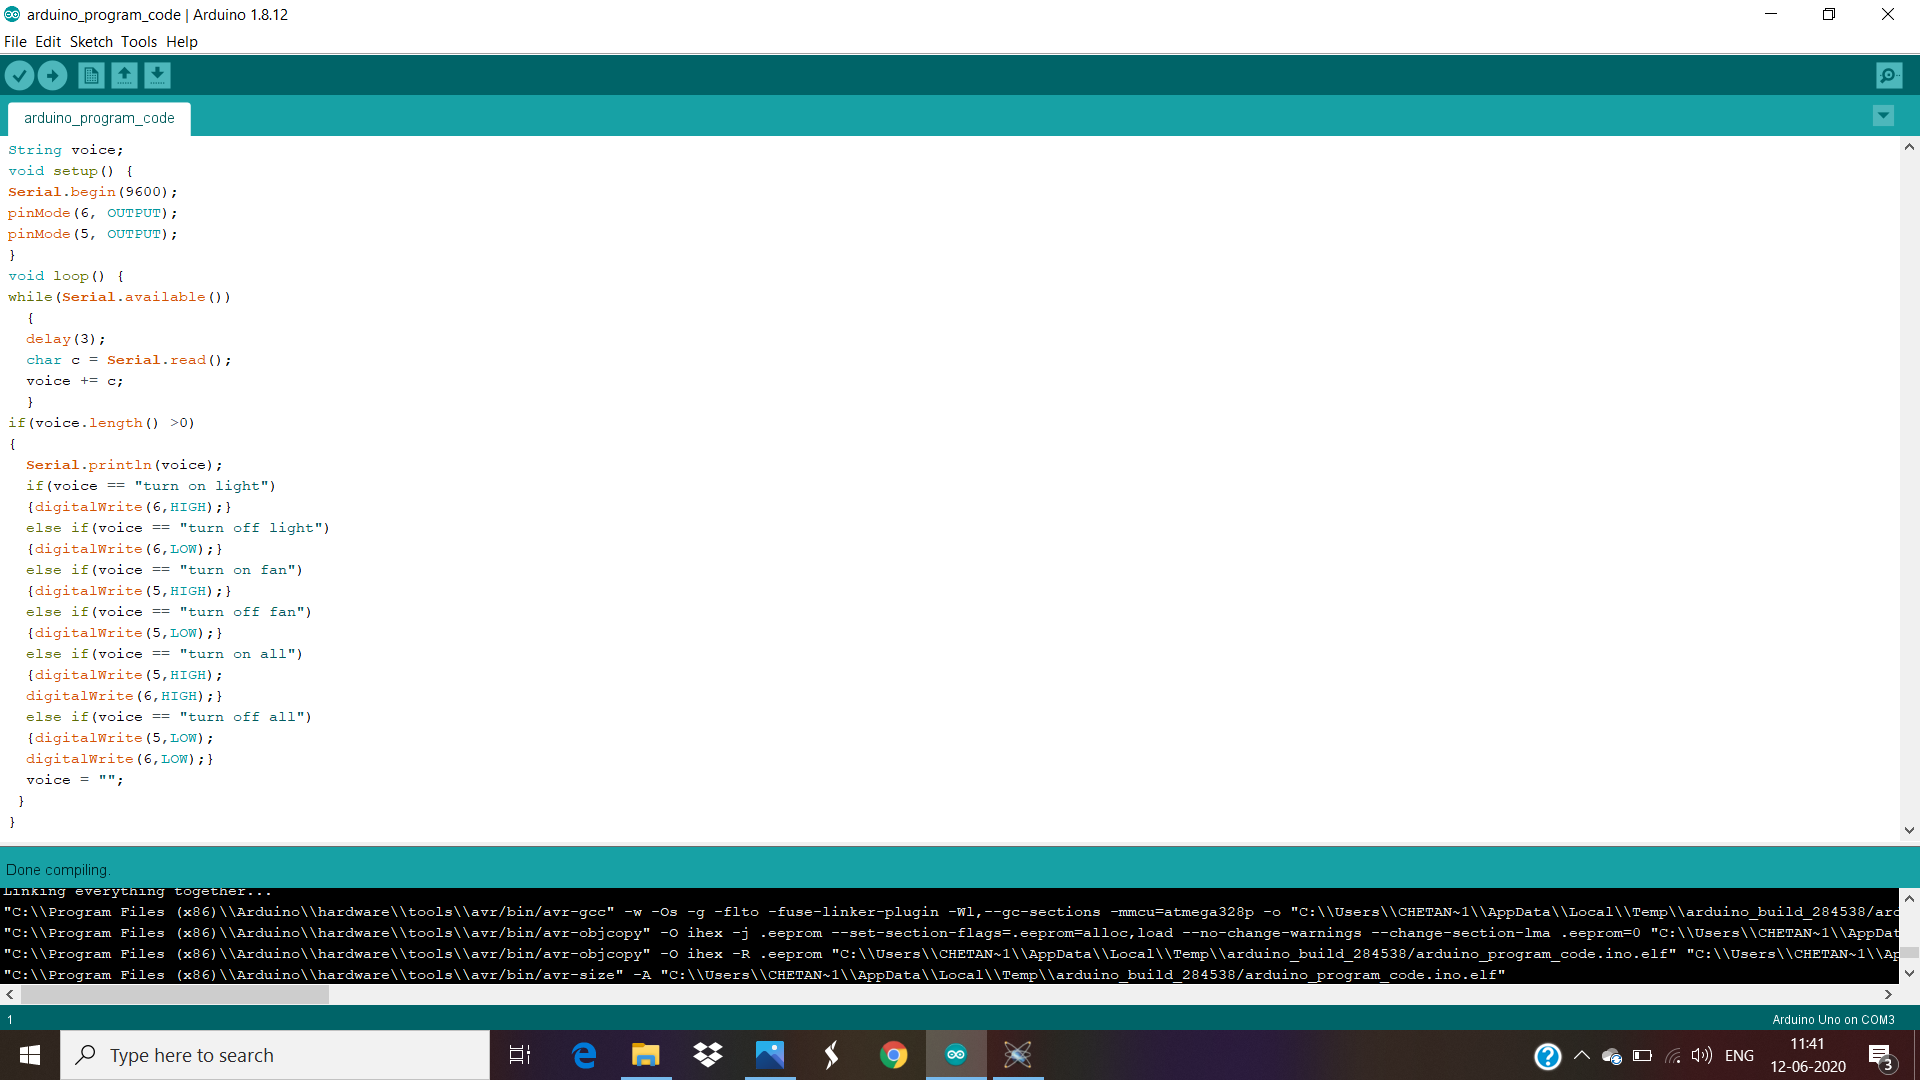 arduino_program_code | Arduino 1.8.12
File Edit Sketch Tools Help
arduino_program_code
String voice;
void setup() {
Serial.begin(9600);
pinMode(6, OUTPUT);
pinMode(5, OUTPUT);
}
void loop() {
while(Serial.available())
{
delay(3);
char c = Serial.read();
voice += c;
}
if(voice.length() >0)
{
Serial.println(voice);
if(voice == "turn on light")
{digitalWrite(6,HIGH);}
else if(voice == "turn off light")
{digitalWrite(6,LOW);}
else if(voice == "turn on fan")
{digitalWrite(5,HIGH);}
else if(voice == "turn off fan")
{digitalWrite(5,LOW);}
else if(voice == "turn on all")
{digitalWrite(5,HIGH);
digitalWrite(6,HIGH);}
else if(voice == "turn off all")
{digitalWrite(5,LOW);
digitalWrite(6,LOW);}
voice = "";
}
}
Done compiling.
Linking everything together...
"C:\\Program Files (x86)\\Arduino\\hardware\\tools\\avr/bin/avr-gcc" -w -Os -g -flto -fuse-linker-plugin -Wl,--gc-sections -mmcu=atmega328p -o "C:\\Users\\CHETAN~1\\AppData\\Local\\Temp\\arduino_build_284538/arc
"C:\\Program Files (x86)\\Arduino\\hardware\\tools\\avr/bin/avr-objcopy" -O ihex -j .eeprom --set-section-flags=.eeprom=alloc,load --no-change-warnings --change-section-lma .eeprom=0 "C:\\Users\\CHETAN~1\\AppDat
"C:\\Program Files (x86)\\Arduino\\hardware\\tools\\avr/bin/avr-objcopy" -O ihex -R .eeprom "C:\\Users\\CHETAN~1\\AppData\\Local\\Temp\\arduino_build_284538/arduino_program_code.ino.elf" "C:\\Users\\CHETAN~1\\Ap
"C:\\Program Files (x86)\\Arduino\\hardware\\tools\\avr/bin/avr-size" -A "C:\\Users\\CHETAN~1\\AppData\\Local\\Temp\\arduino_build_284538/arduino_program_code.ino.elf"
1
Arduino Uno on COM3
Type here to search
ENG
11:41
12-06-2020
3